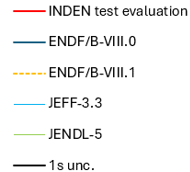 INDEN test evaluation
ENDF/B-VIII.0
ENDF/B-VIII.1
JEFF-3.3
JENDL-5
1s unc.